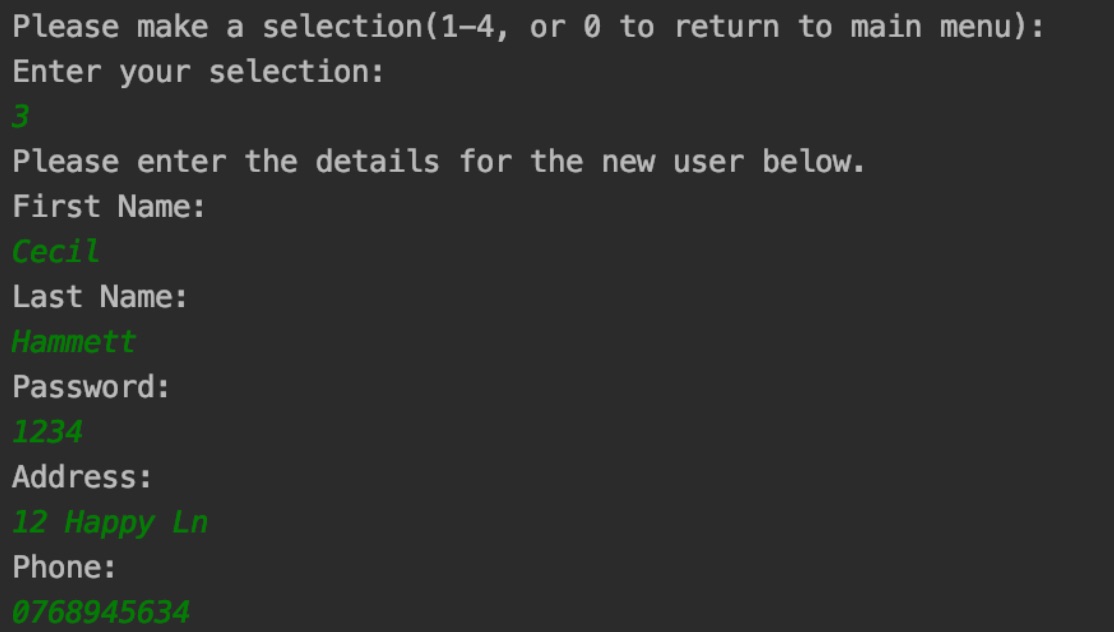 Please make a selection(1-4, or 0 to return to main menu):
Enter your selection:
3
Please enter the details for the new user below.
First Name:
Cecil
Last Name:
Hammett
Password:
1234
Address:
12 Happy Ln
Phone:
0768945634